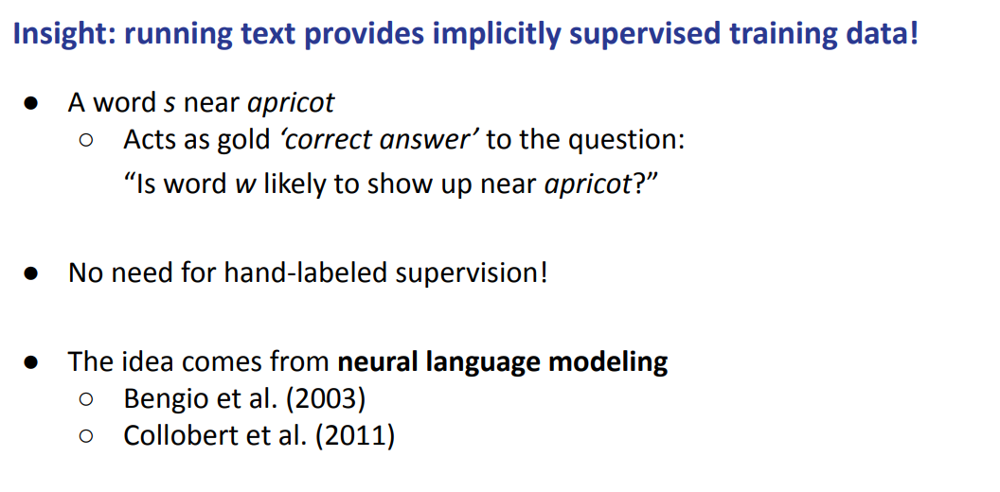 Insight: running text provides implicitly supervised training data!
● A word s near apricot
○ Acts as gold ‘correct answer’ to the question:
“Is word w likely to show up near apricot?”
● No need for hand-labeled supervision!
● The idea comes from neural language modeling
○ Bengio et al. (2003)
○ Collobert et al. (2011)